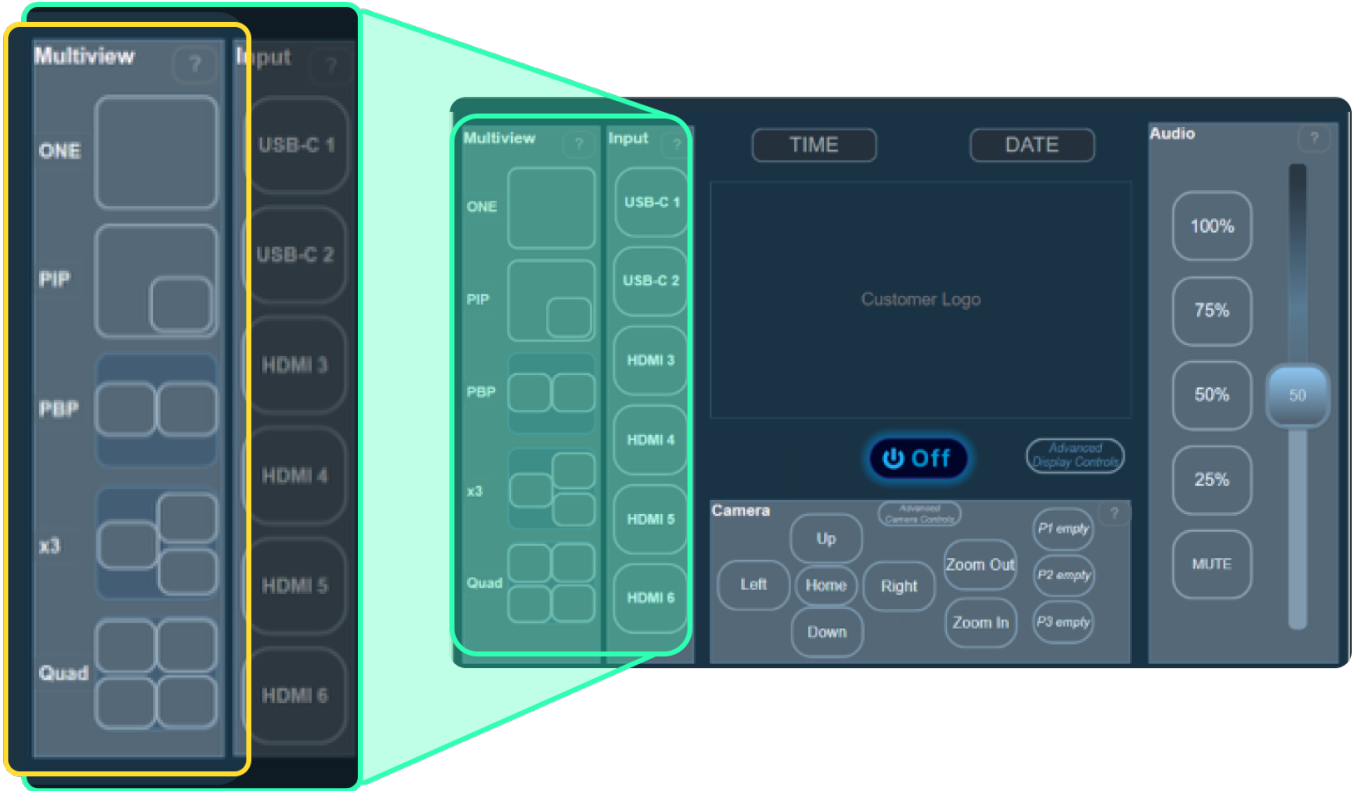 Multiview
?
ONE
PIP
PBP
x3
Quad
Input
?
USB-C 1
USB-C 2
HDMI 3
HDMI 4
HDMI 5
HDMI 6
Multiview
?
ONE
PIP
PBP
x3
Quad
Input
?
USB-C 1
USB-C 2
HDMI 3
HDMI 4
HDMI 5
HDMI 6
TIME
DATE
Customer Logo
Off
Advanced
Display Controls
Camera
Advanced
Camera Controls
?
Up
Left
Home
Right
Down
Zoom Out
Zoom In
P1 empty
P2 empty
P3 empty
Audio
?
100%
75%
50%
25%
MUTE
50